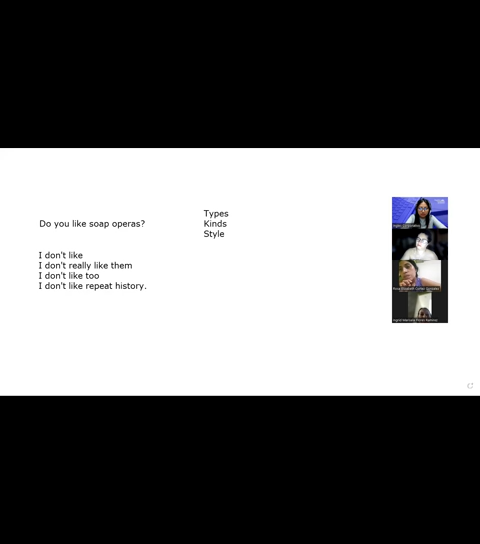 Types
Do you like soap operas?
Kinds
Style
I don't like
I don't really like them
I don't like too
I don't like repeat history.